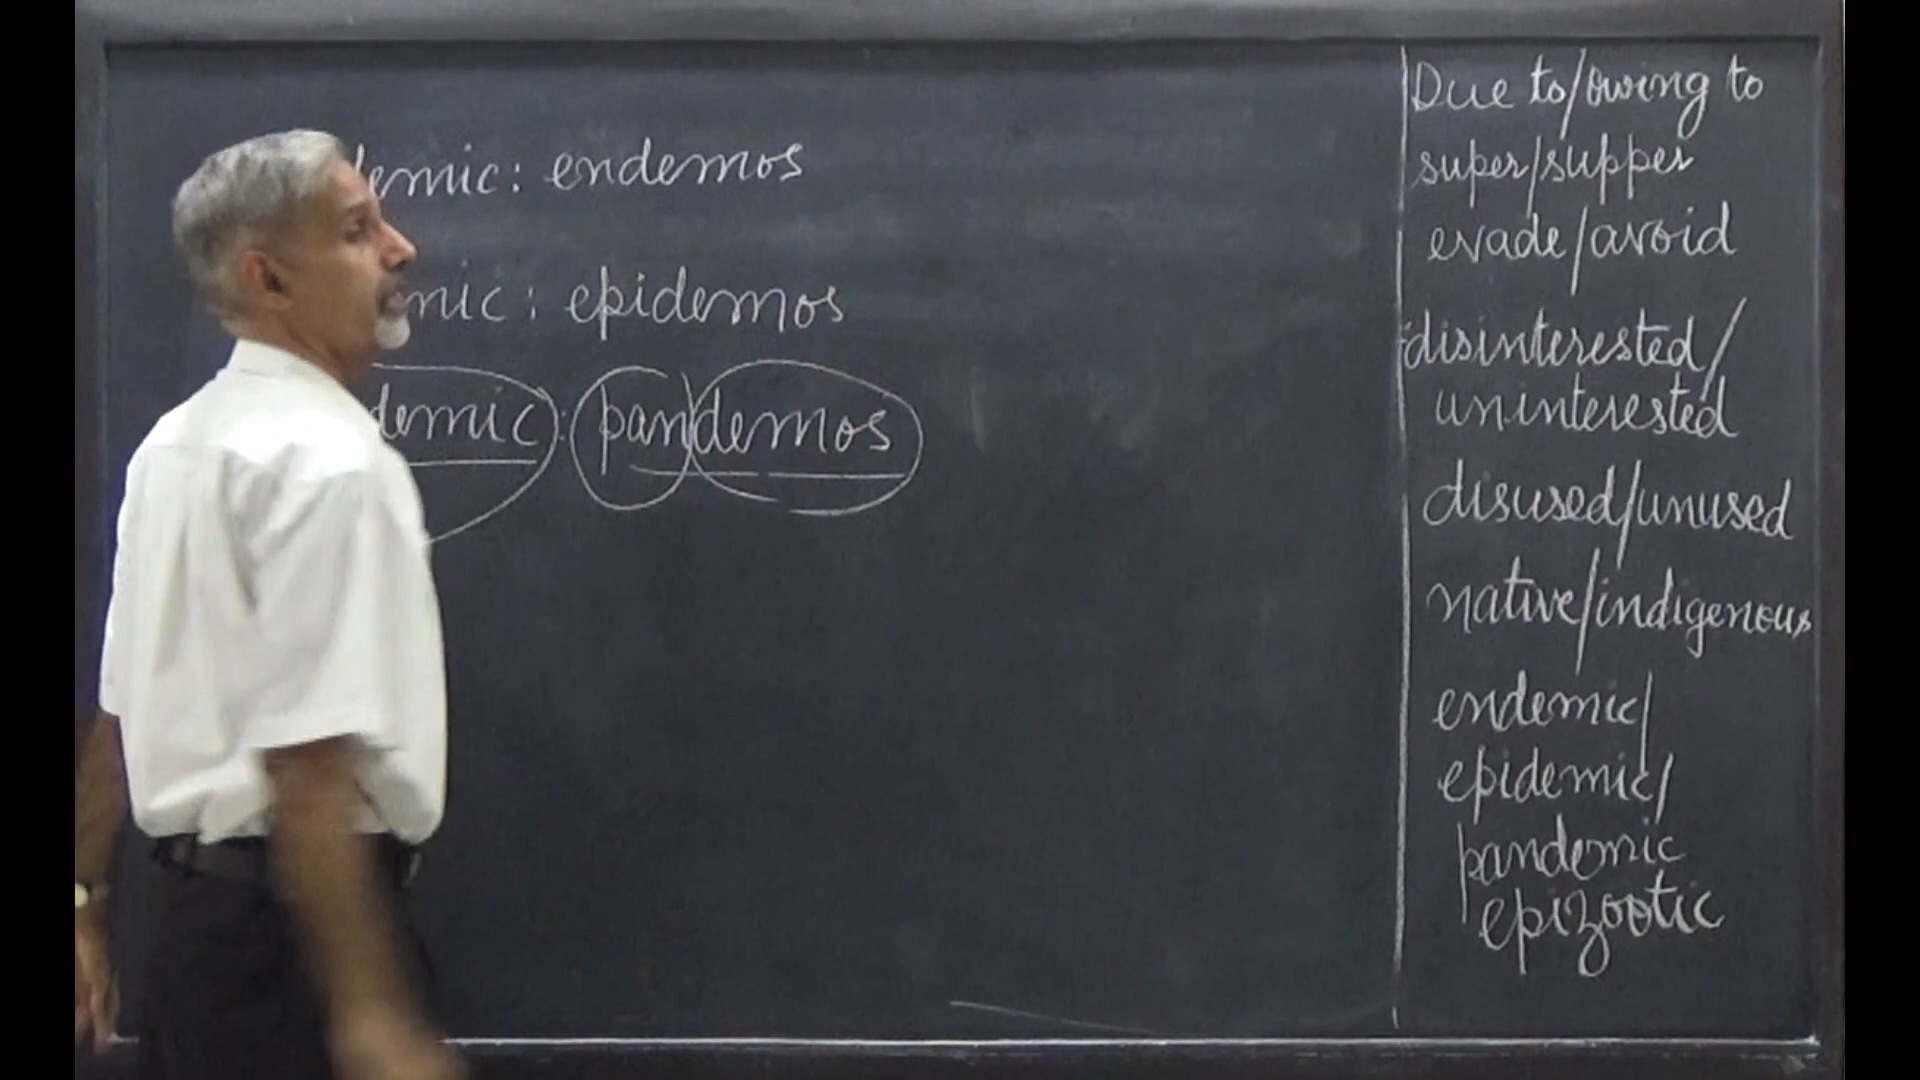 demic: endemos
mic: epidemos
demic: pandemos
Due to/owing to
super/supper
evade/avoid
disinterested/
uninterested
disused/unused
native/indigenous
endemic/
epidemic/
pandemic
epizootic